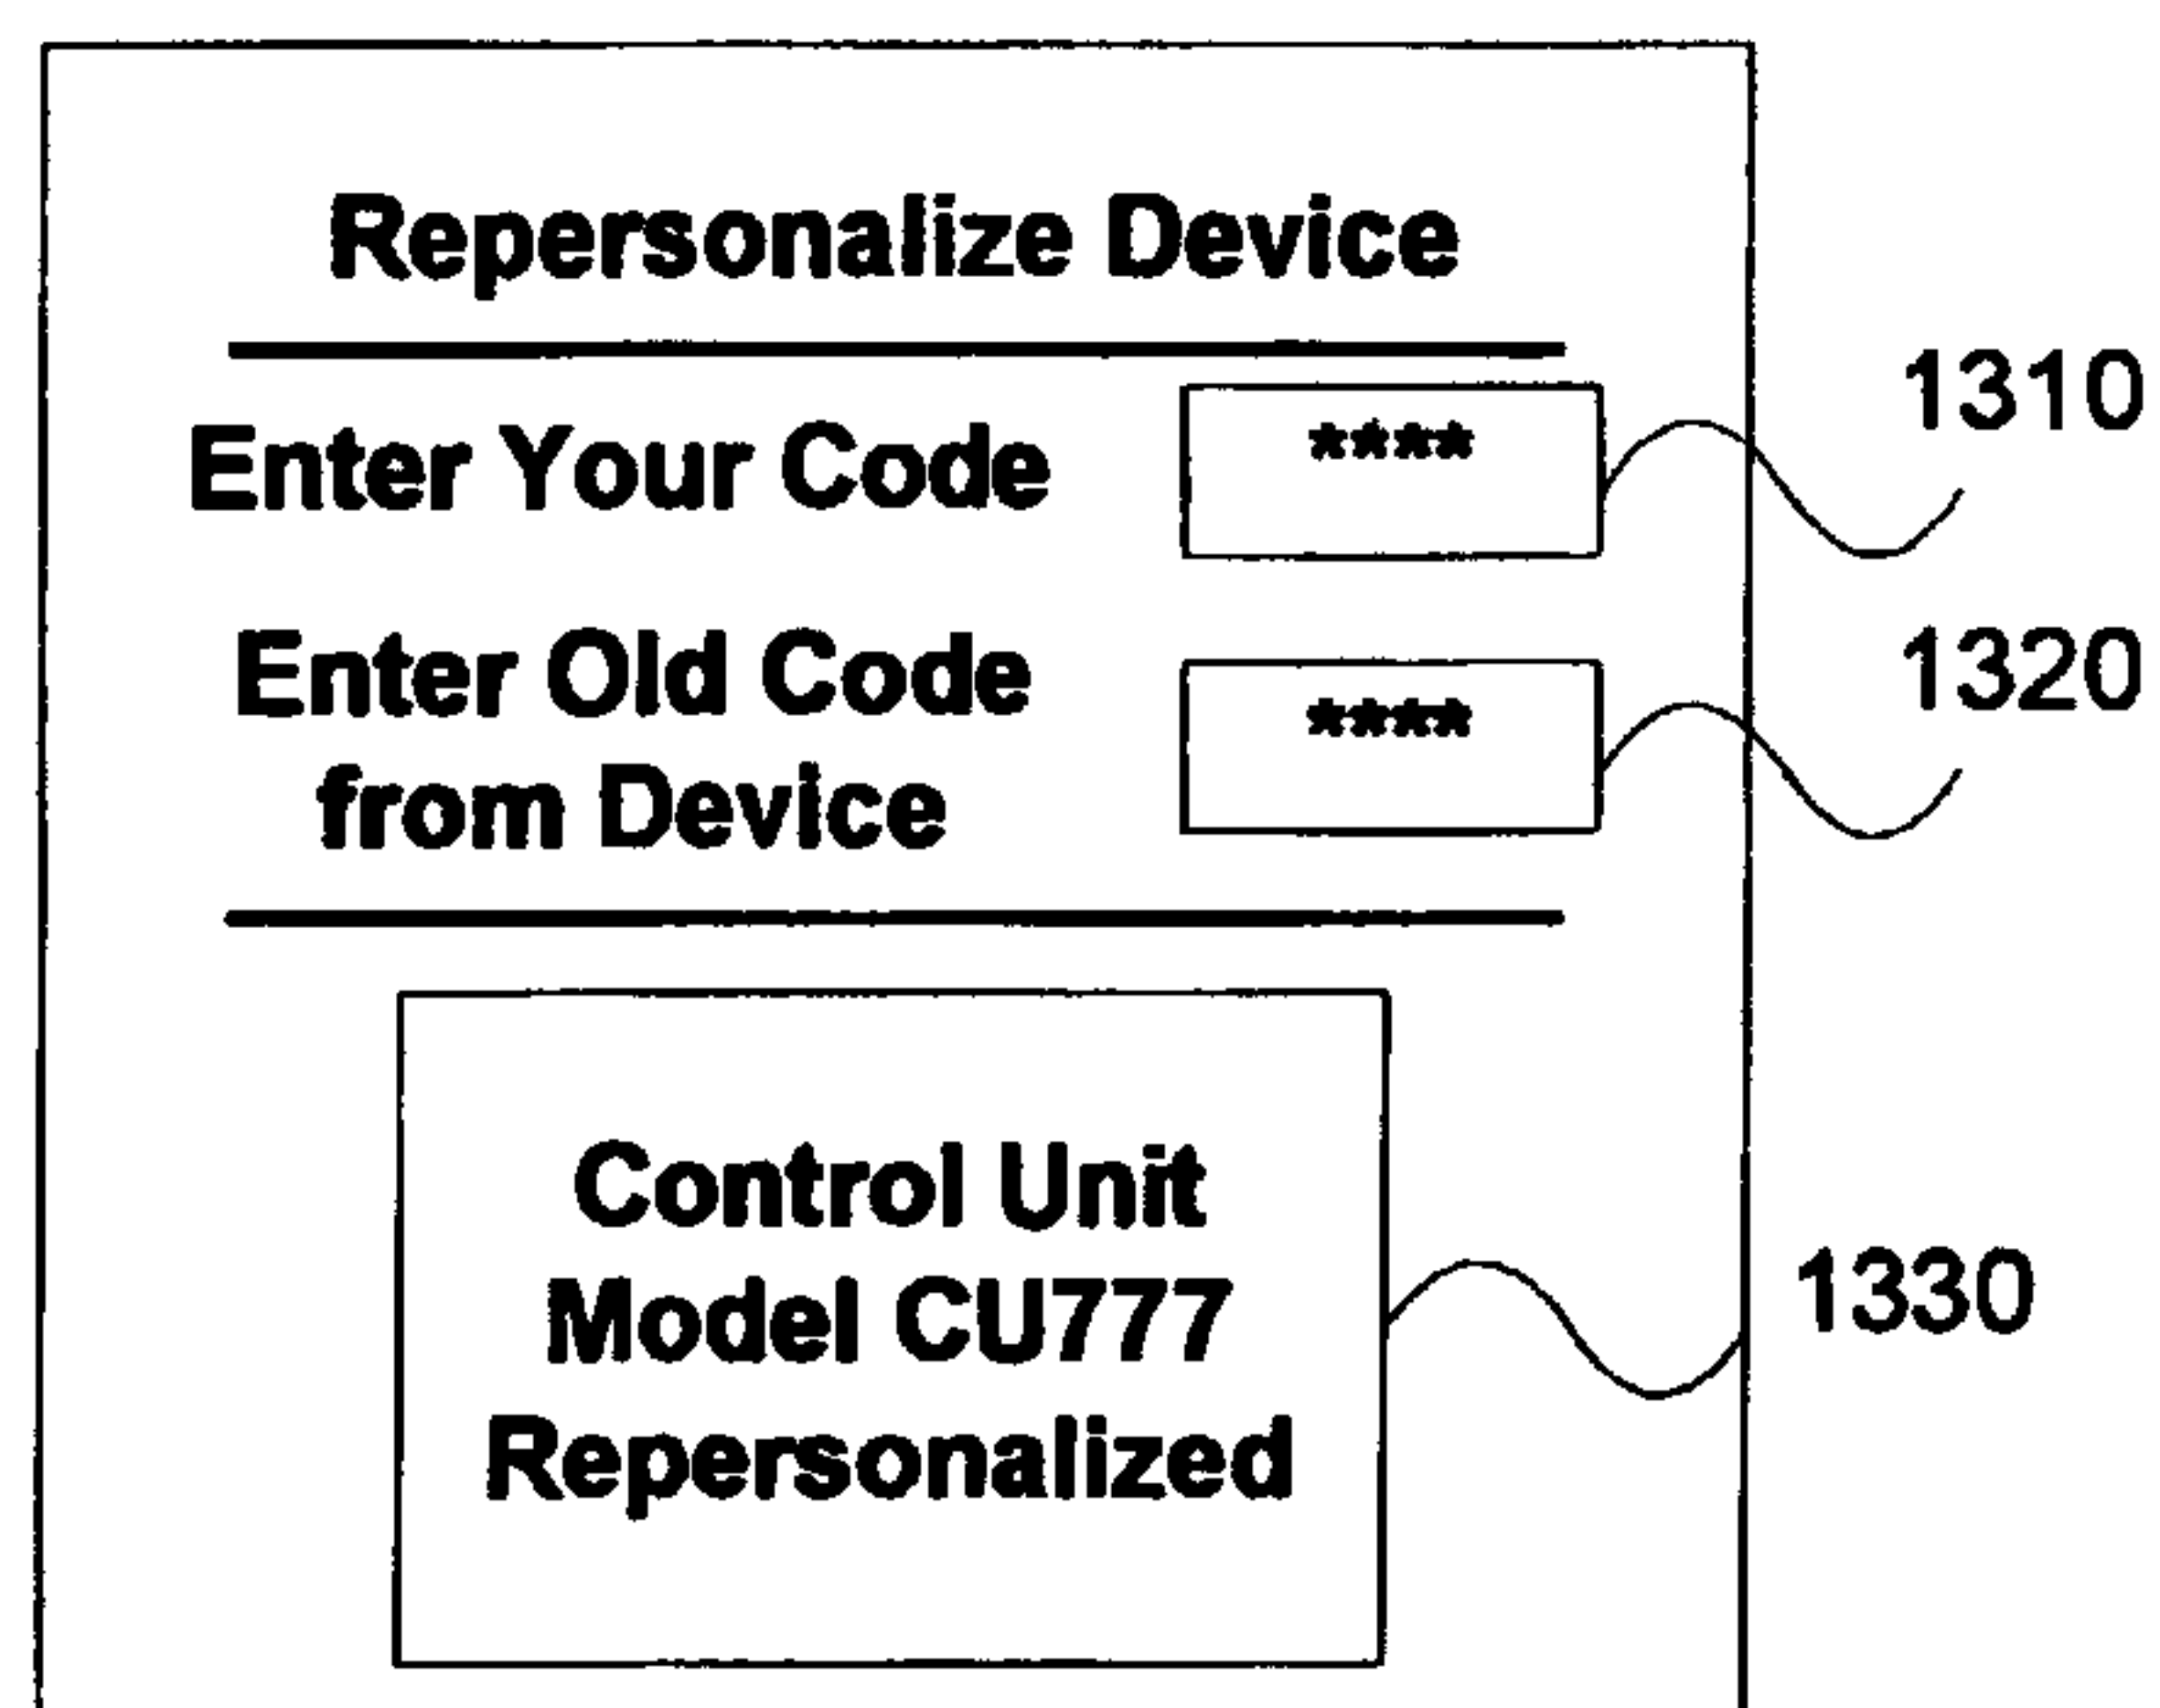 Repersonalize Device
1310
Enter Your Code ****
1320
Enter Old Code
from Device ****
Control Unit
Model CU777
Repersonalized
1330